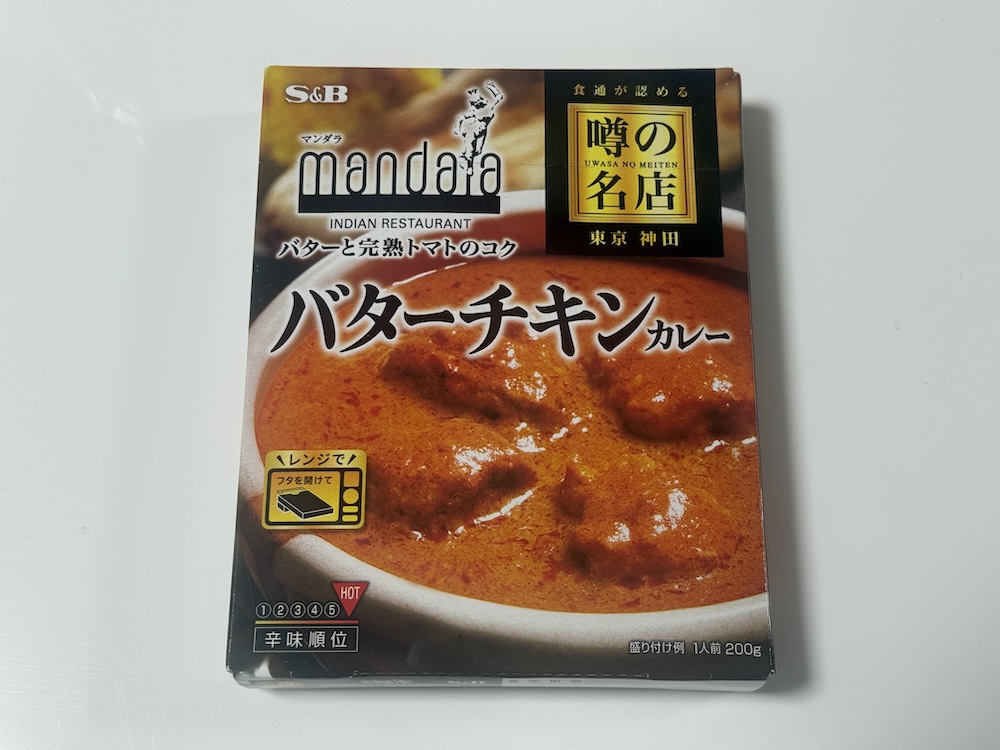 S&B
マンダラ
mandala
INDIAN RESTAURANT
バターと完熟トマトのコク
食通が認める
噂の
UWASA NO MEITEN
名店
東京 神田
バターチキンカレー
レンジで
フタを開けて
HOT
①②③④⑤
辛味順位
盛り付け例 1人前 200g
S&B